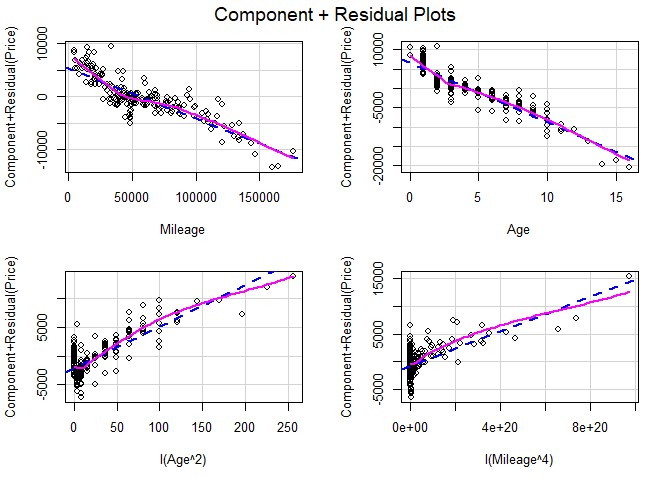 Component + Residual Plots
Component+Residual(Price)
10000
0
-10000
0
50000
100000
150000
Mileage
Component+Residual(Price)
10000
-5000
-20000
0
5
10
15
Age
Component+Residual(Price)
5000
-5000
0
50
100
150
200
250
I(Age^2)
Component+Residual(Price)
15000
5000
-5000
0e+00
4e+20
8e+20
I(Mileage^4)